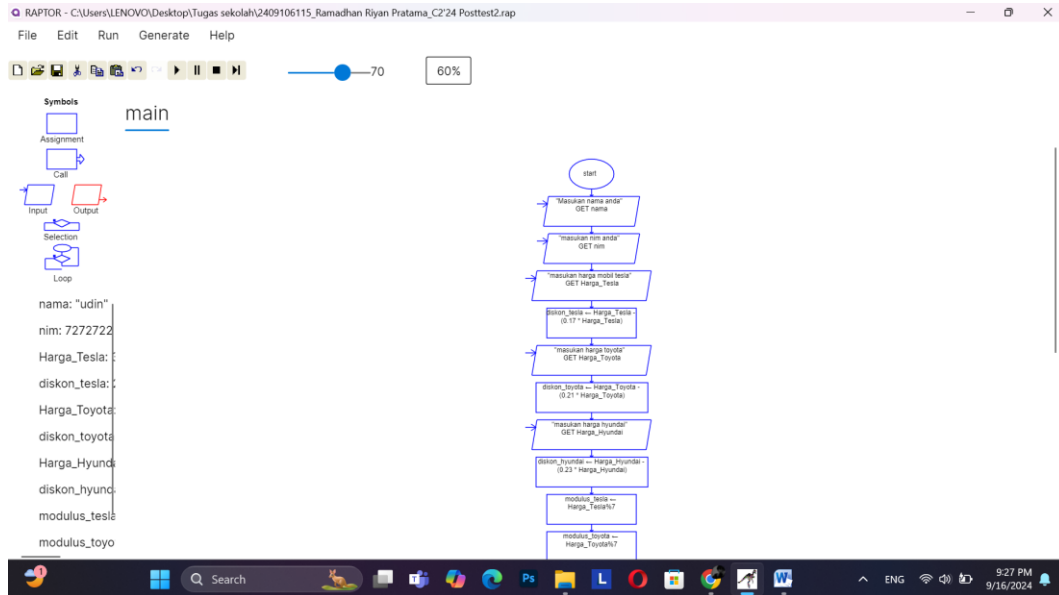 RAPTOR - C:\Users\LENOVO\Desktop\Tugas sekolah\2409106115_Ramadhan Riyan Pratama_C2'24 Posttest2.rap
File Edit Run Generate Help
70
60%
Symbols
Assignment
Call
Input Output
Selection
Loop
nama: "udin"
nim: 7272722
Harga_Tesla:
diskon_tesla:
Harga_Toyota:
diskon_toyota
Harga_Hyund
diskon_hyund
modulus_tesla
modulus_toyo
main
start
"Masukan nama anda"
GET nama
"masukan nim anda"
GET nim
"masukan harga mobil tesla"
GET Harga_Tesla
diskon_tesla ← Harga_Tesla -
(0.17 * Harga_Tesla)
"masukan harga toyota"
GET Harga_Toyota
diskon_toyota ← Harga_Toyota -
(0.21 * Harga_Toyota)
"masukan harga hyundai"
GET Harga_Hyundai
diskon_hyundai ← Harga_Hyundai -
(0.23 * Harga_Hyundai)
modulus_tesla ←
Harga_Tesla%7
modulus_toyota ←
Harga_Toyota%7
1
Search
Ps
L
W
ENG
9:27 PM
9/16/2024